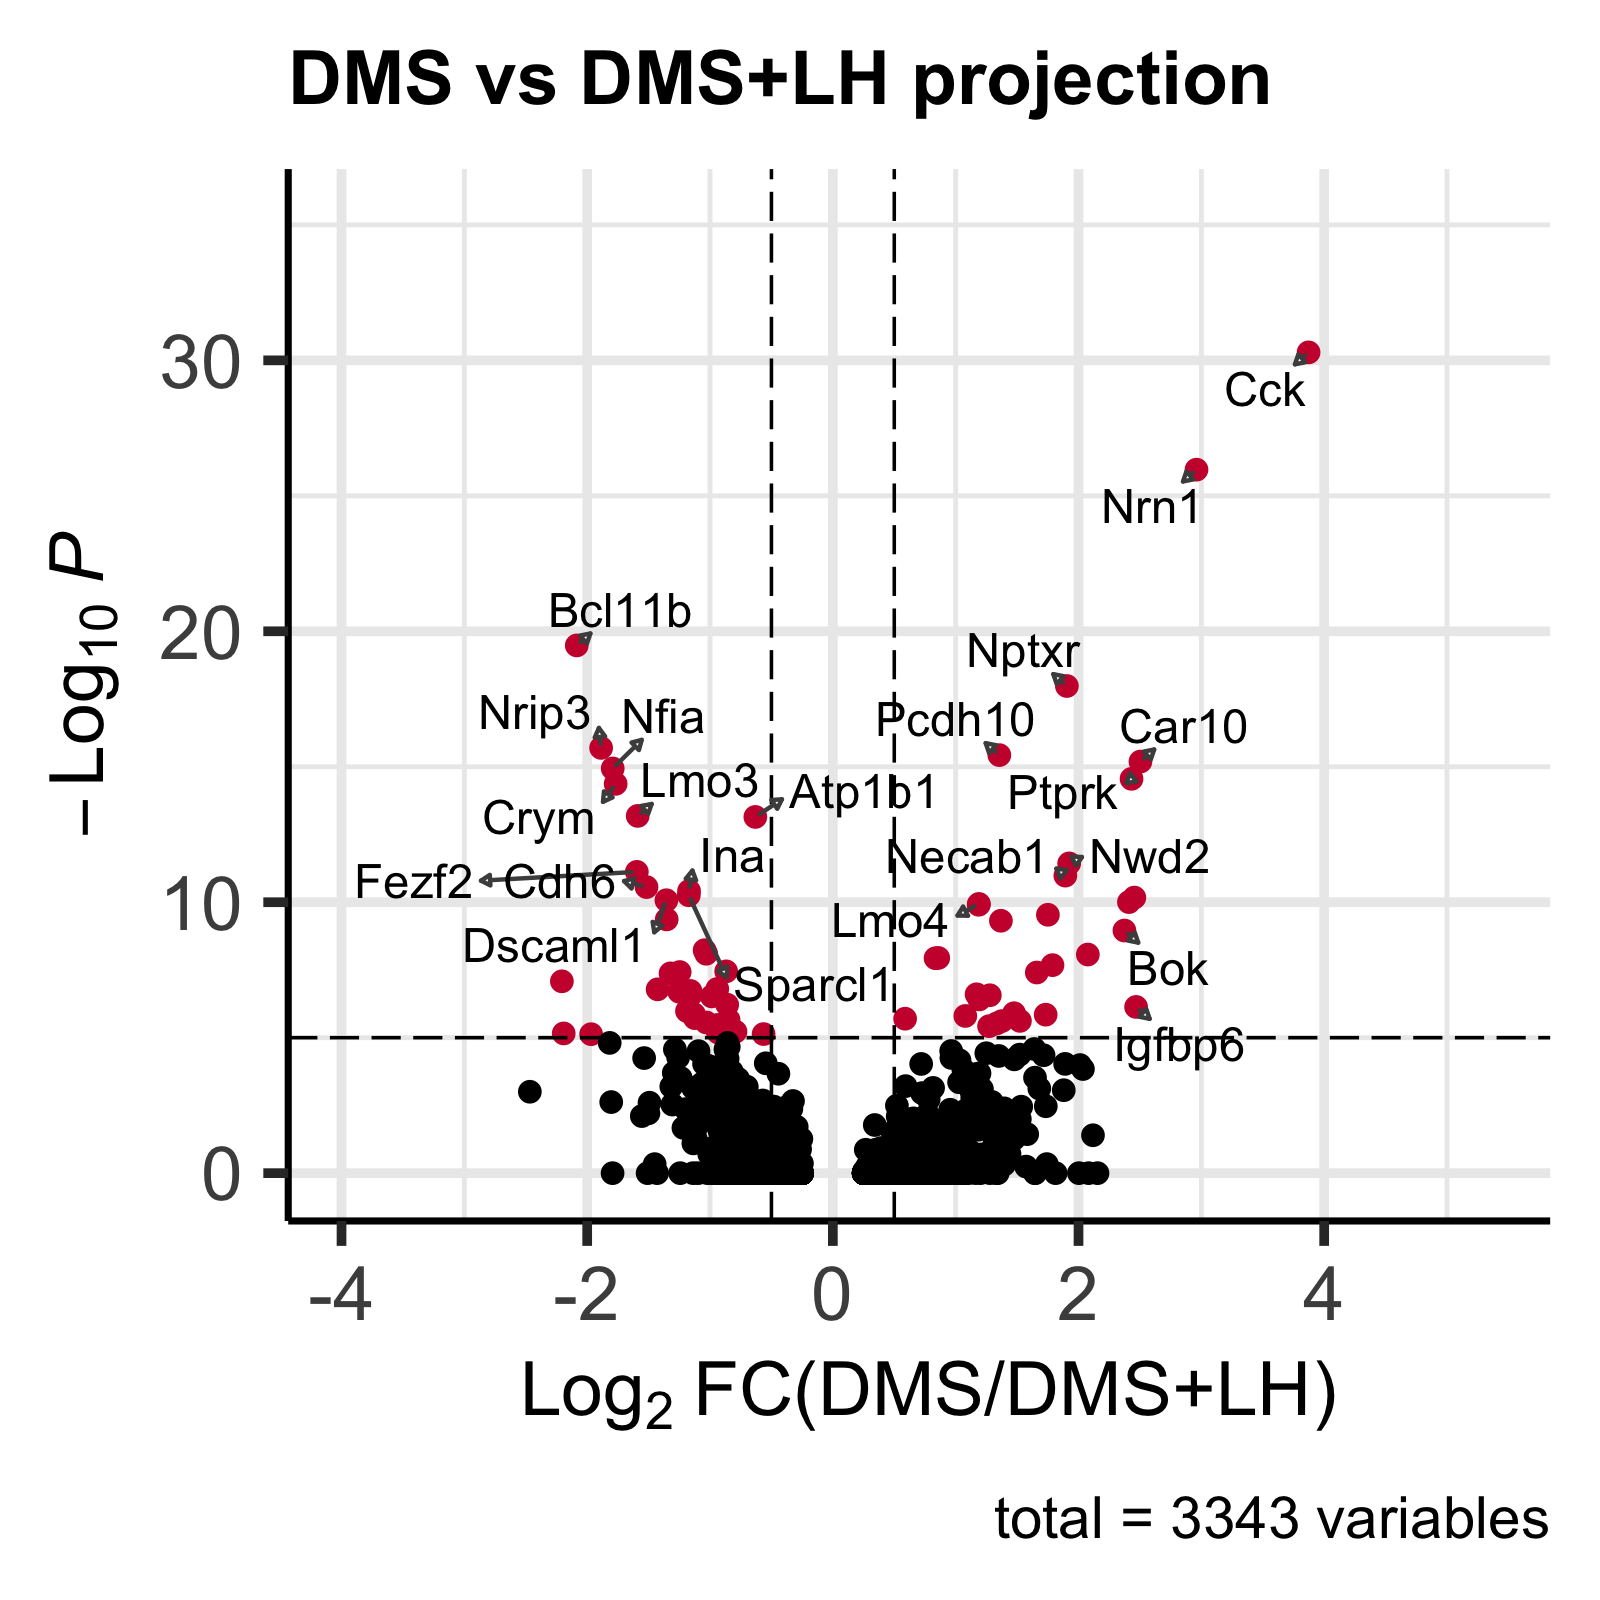 DMS vs DMS+LH projection
−Log10 P
30
20
10
0
Cck
Nrn1
Bcl11b
Nptxr
Nrip3
Nfia
Pcdh10
Car10
Lmo3
Atp1b1
Ptprk
Crym
Ina
Necab1
Nwd2
Fezf2
Cdh6
Lmo4
Dscaml1
Bok
Sparcl1
Igfbp6
-4
-2
0
2
4
Log2 FC(DMS/DMS+LH)
total = 3343 variables